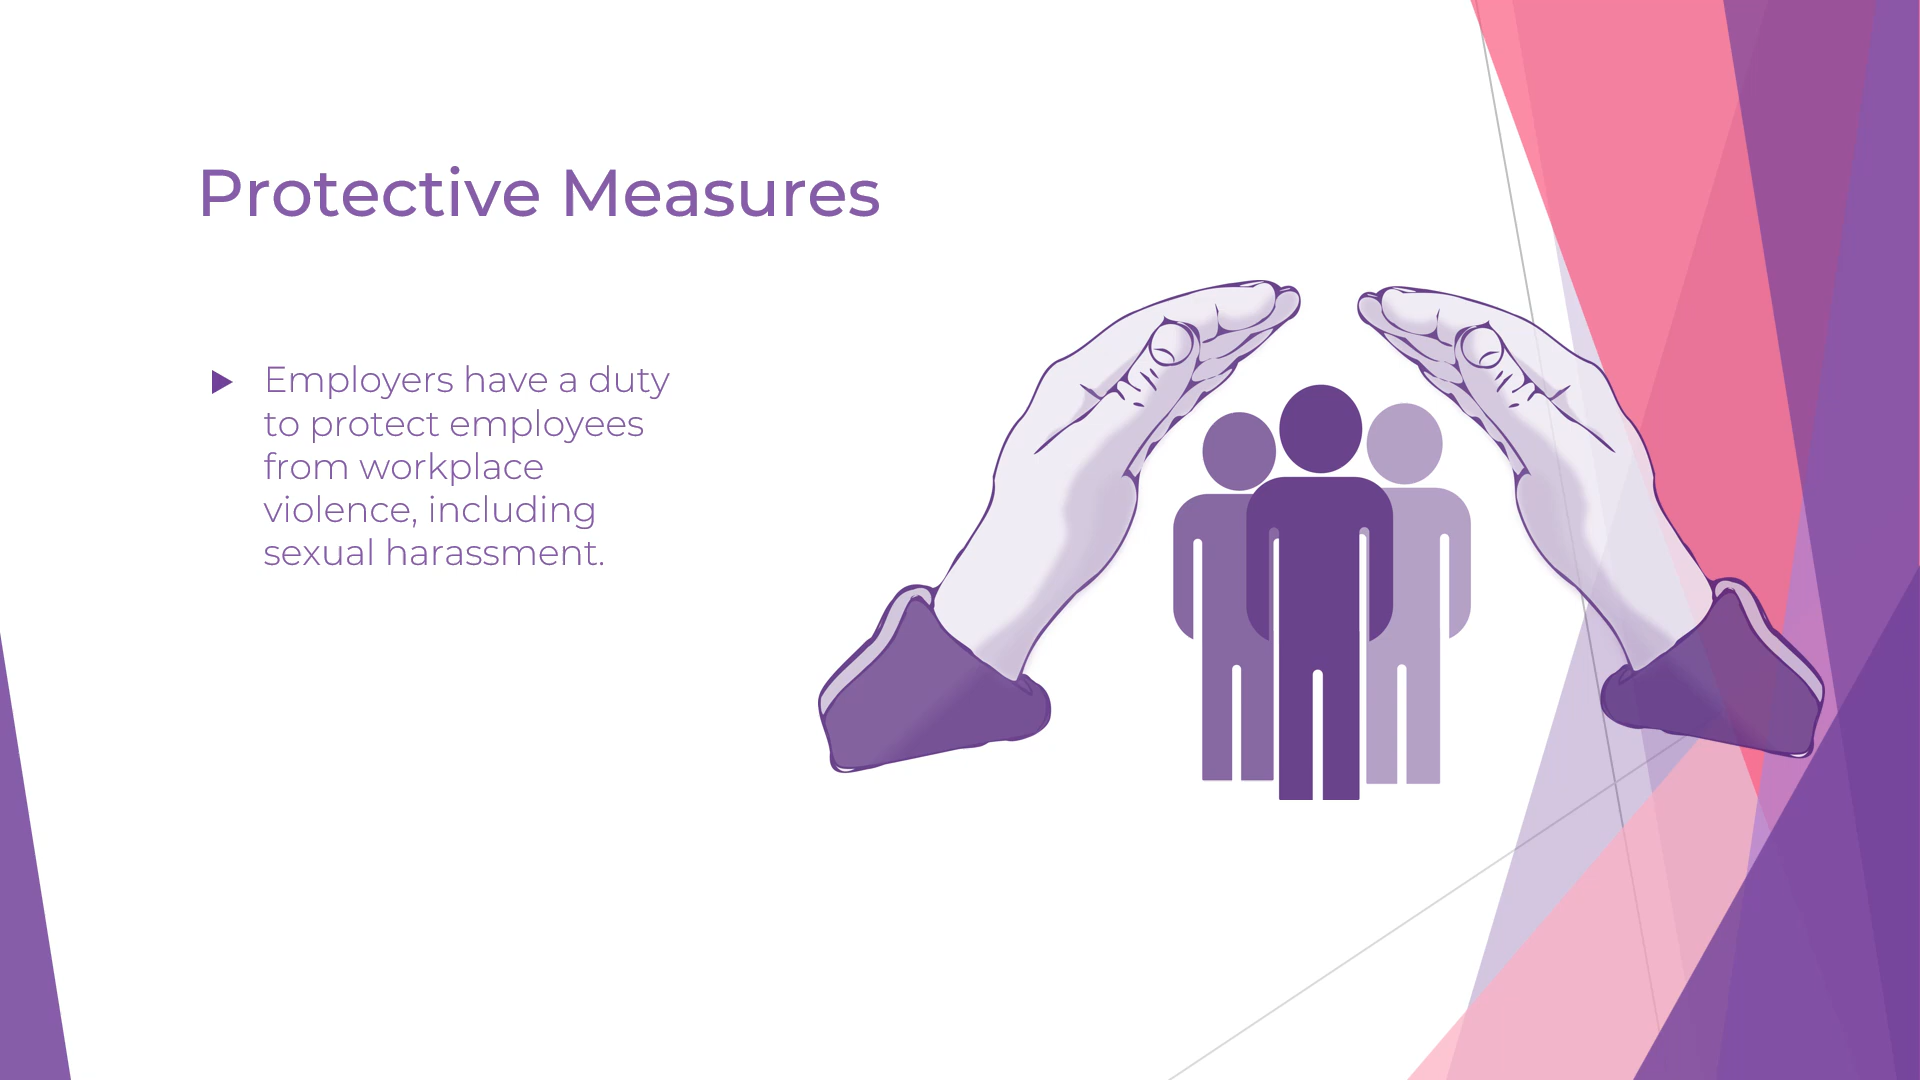 Protective Measures
Employers have a duty
to protect employees
from workplace
violence, including
sexual harassment.